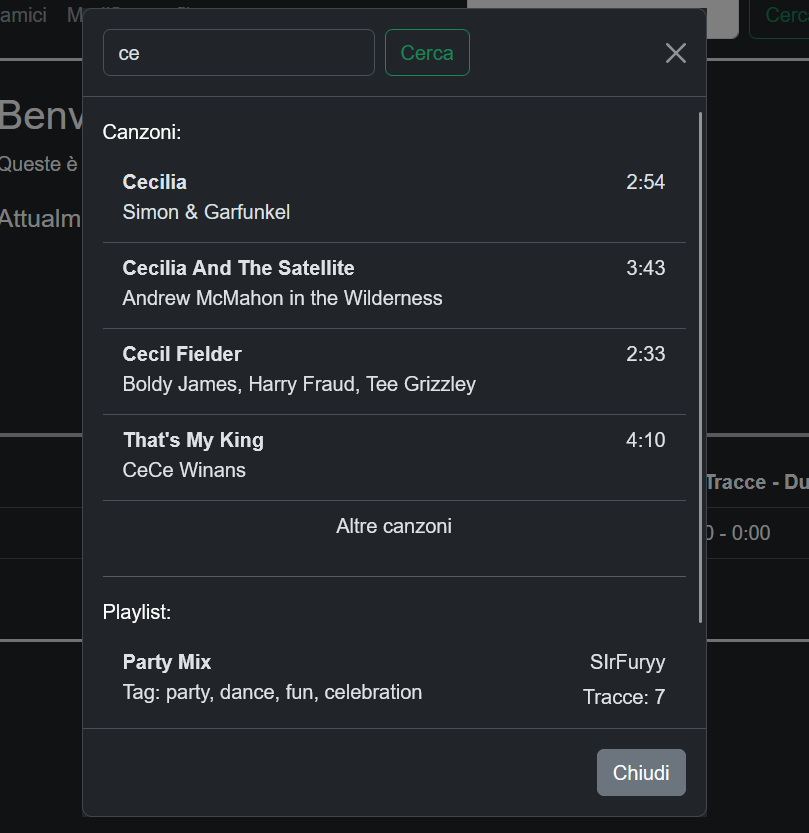 amici
ce
Cerca
Cerc
Benv
Queste è
Attualm
Canzoni:
Cecilia 2:54
Simon & Garfunkel
Cecilia And The Satellite 3:43
Andrew McMahon in the Wilderness
Cecil Fielder 2:33
Boldy James, Harry Fraud, Tee Grizzley
That's My King 4:10
CeCe Winans
Altre canzoni
Tracce - Du
0 - 0:00
Playlist:
Party Mix SIrFuryy
Tag: party, dance, fun, celebration Tracce: 7
Chiudi